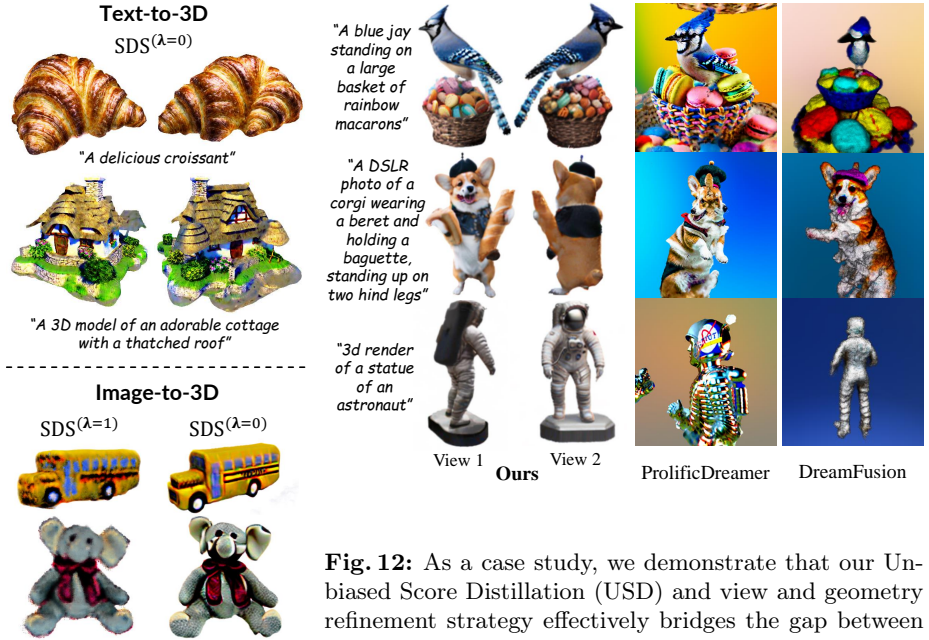 Text-to-3D
SDS(λ=0)
"A delicious croissant"
"A 3D model of an adorable cottage
with a thatched roof"
Image-to-3D
SDS(λ=1)
SDS(λ=0)
"A blue jay
standing on
a large
basket of
rainbow
macarons"
"A DSLR
photo of a
corgi wearing
a beret and
holding a
baguette,
standing up on
two hind legs"
"3d render
of a statue
of an
astronaut"
View 1
View 2
Ours
ProlificDreamer
DreamFusion
Fig. 12: As a case study, we demonstrate that our Un-
biased Score Distillation (USD) and view and geometry
refinement strategy effectively bridges the gap between